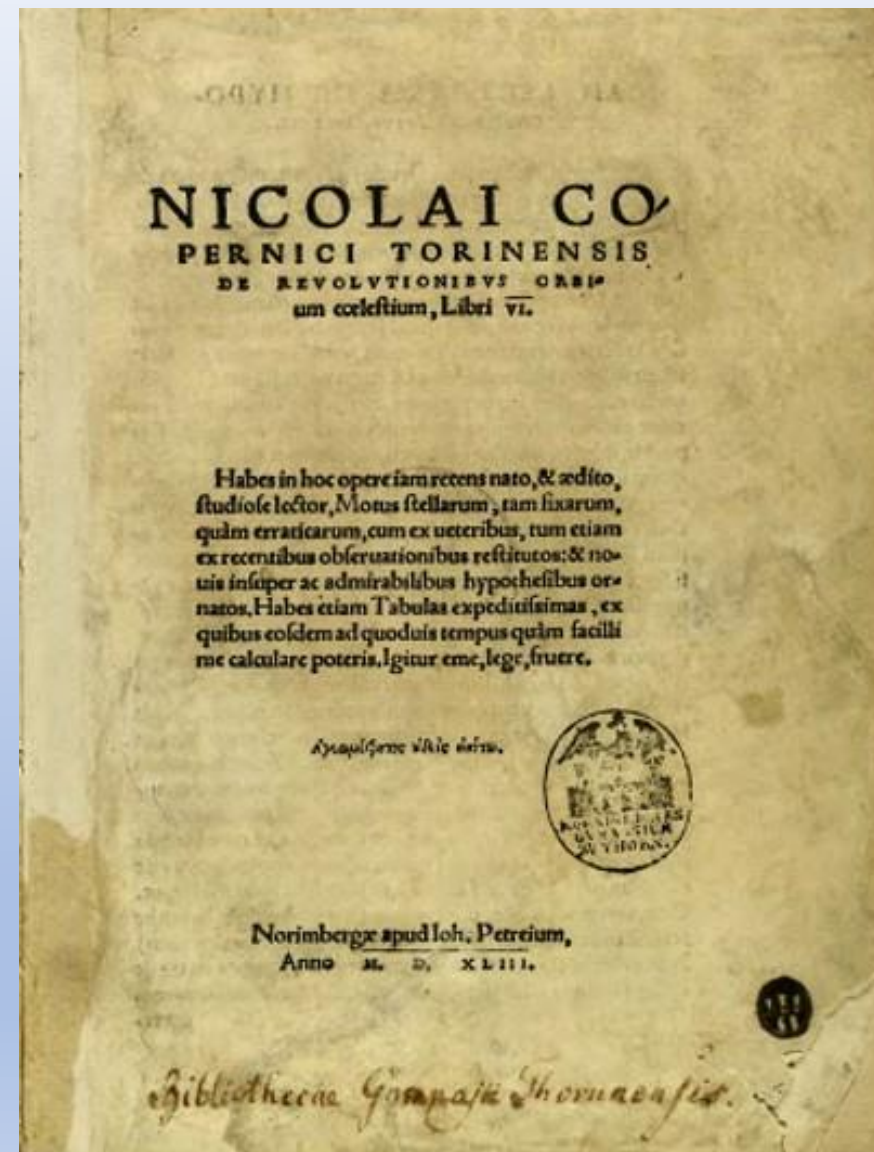 NICOLAI CO
PERNICI TORINENSIS
DE REVOLVTIONIBVS ORBI-
um cœleſtium, Libri VI.
Habes in hoc opere iam recens nato, & ædito,
ſtudioſe lector, Motus ſtellarum, tam fixarum,
quàm erraticarum, cum ex ueteribus, tum etiam
ex recentibus obſeruationibus reſtitutos: & no-
uis inſuper ac admirabilibus hypotheſibus or-
natos. Habes etiam Tabulas expeditiſsimas, ex
quibus eoſdem ad quoduis tempus quàm facilli
me calculare poteris. Igitur eme, lege, fruere.
Norimbergæ apud Ioh. Petreium,
Anno M. D. XLIII.
Bibliothecae Gymnasii Thorunensis.